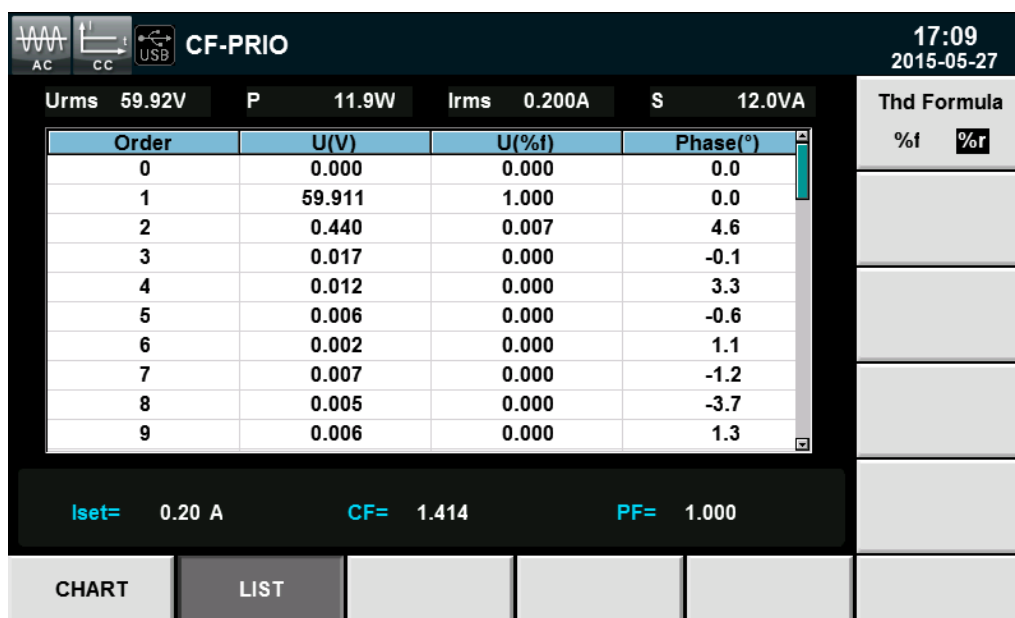 AC CC USB CF-PRIO 17:09
2015-05-27
Urms 59.92V P 11.9W Irms 0.200A S 12.0VA
Thd Formula
%f %r
Order U(V) U(%f) Phase(°)
0 0.000 0.000 0.0
1 59.911 1.000 0.0
2 0.440 0.007 4.6
3 0.017 0.000 -0.1
4 0.012 0.000 3.3
5 0.006 0.000 -0.6
6 0.002 0.000 1.1
7 0.007 0.000 -1.2
8 0.005 0.000 -3.7
9 0.006 0.000 1.3
Iset= 0.20 A CF= 1.414 PF= 1.000
CHART LIST